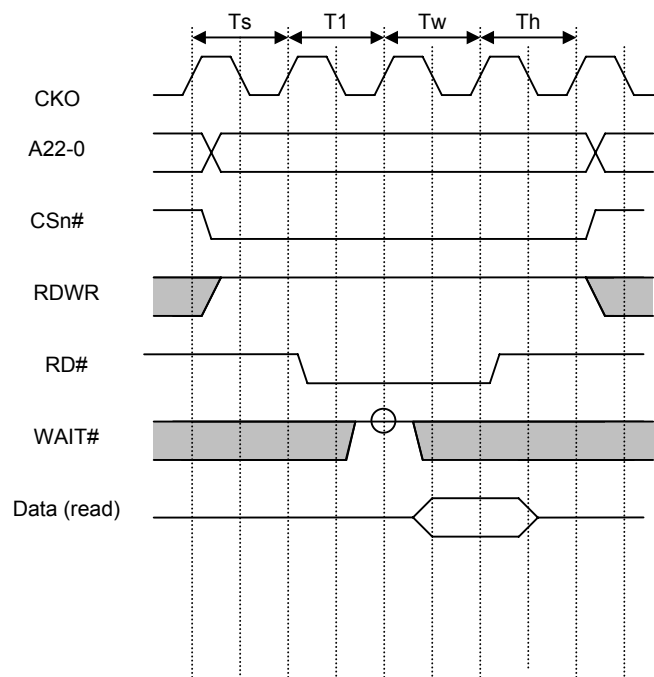 Ts T1 Tw Th
CKO
A22-0
CSn#
RDWR
RD#
WAIT#
Data (read)